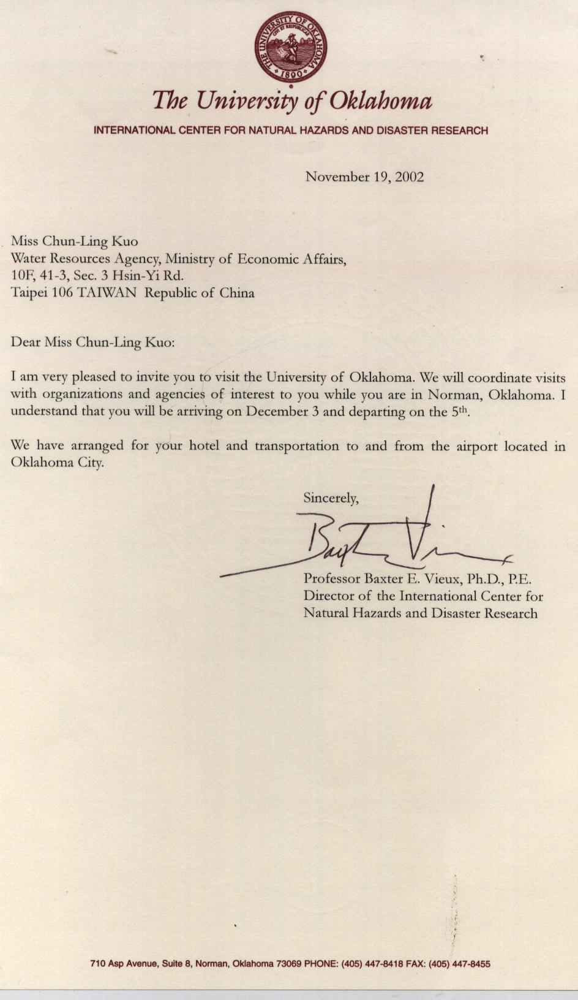 THE UNIVERSITY OF OKLAHOMA
CIVI ET REIPUBLICAE
1890
The University of Oklahoma
INTERNATIONAL CENTER FOR NATURAL HAZARDS AND DISASTER RESEARCH
November 19, 2002
Miss Chun-Ling Kuo
Water Resources Agency, Ministry of Economic Affairs,
10F, 41-3, Sec. 3 Hsin-Yi Rd.
Taipei 106 TAIWAN Republic of China
Dear Miss Chun-Ling Kuo:
I am very pleased to invite you to visit the University of Oklahoma. We will coordinate visits
with organizations and agencies of interest to you while you are in Norman, Oklahoma. I
understand that you will be arriving on December 3 and departing on the 5th.
We have arranged for your hotel and transportation to and from the airport located in
Oklahoma City.
Sincerely,
Baxter Vieux
Professor Baxter E. Vieux, Ph.D., P.E.
Director of the International Center for
Natural Hazards and Disaster Research
710 Asp Avenue, Suite 8, Norman, Oklahoma 73069 PHONE: (405) 447-8418 FAX: (405) 447-8455